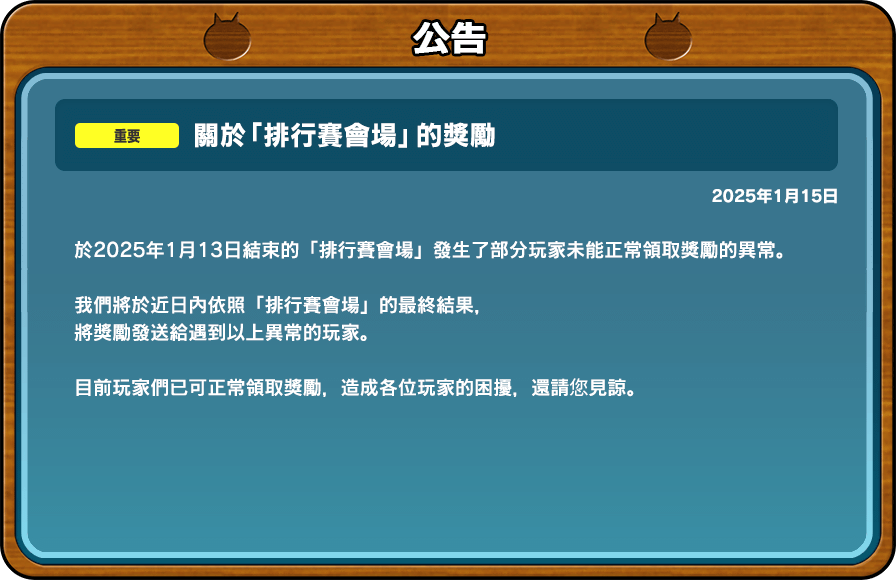 公告
重要
關於「排行賽會場」的獎勵
2025年1月15日
於2025年1月13日結束的「排行賽會場」發生了部分玩家未能正常領取獎勵的異常。
我們將於近日內依照「排行賽會場」的最終結果,
將獎勵發送給遇到以上異常的玩家。
目前玩家們已可正常領取獎勵, 造成各位玩家的困擾, 還請您見諒。